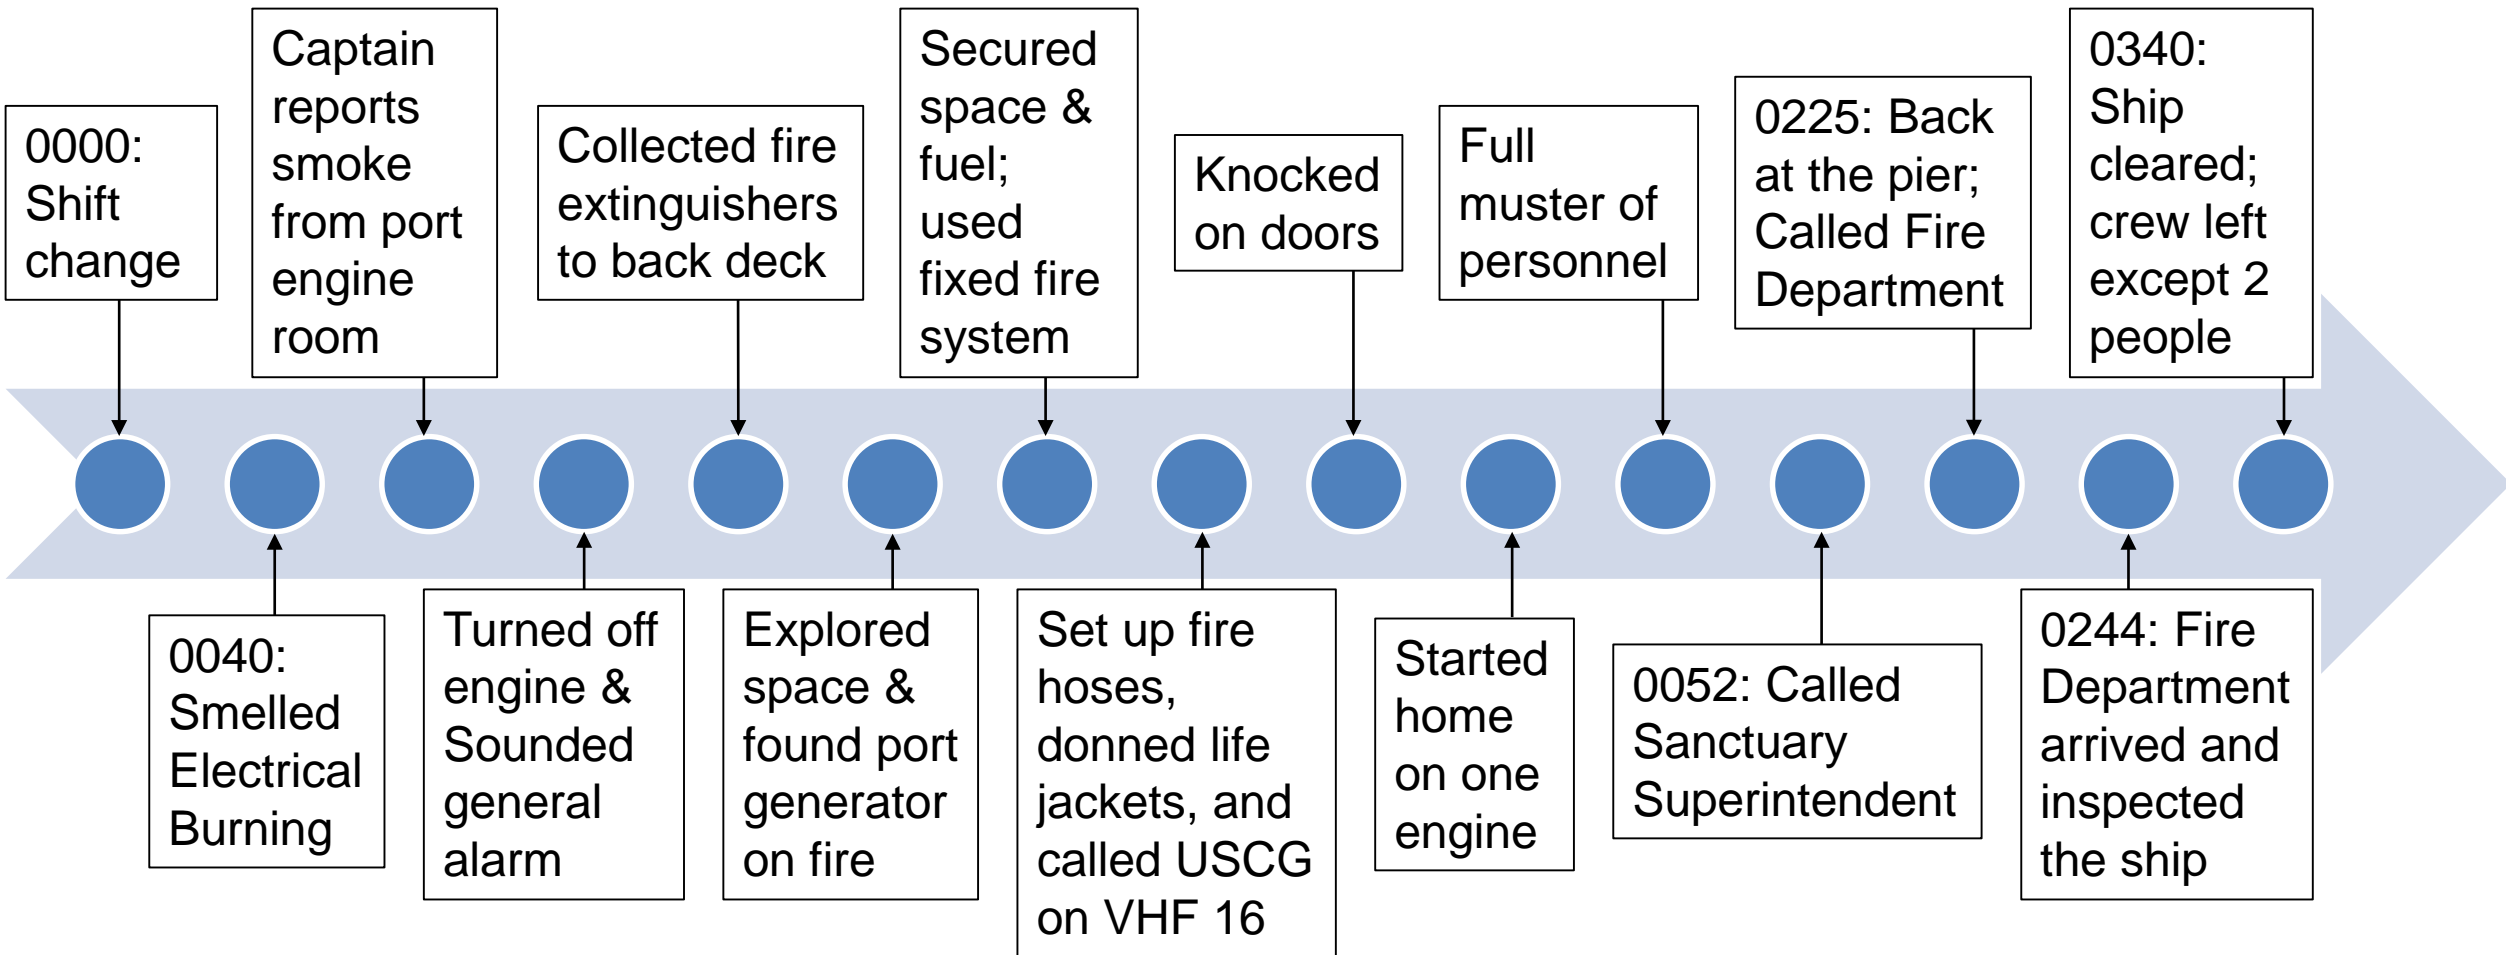 0000:
Shift
change
0040:
Smelled
Electrical
Burning
Captain
reports
smoke
from port
engine
room
Turned off
engine &
Sounded
general
alarm
Collected fire
extinguishers
to back deck
Explored
space &
found port
generator
on fire
Secured
space &
fuel;
used
fixed fire
system
Set up fire
hoses,
donned life
jackets, and
called USCG
on VHF 16
Knocked
on doors
Started
home
on one
engine
Full
muster of
personnel
0052: Called
Sanctuary
Superintendent
0225: Back
at the pier;
Called Fire
Department
0244: Fire
Department
arrived and
inspected
the ship
0340:
Ship
cleared;
crew left
except 2
people